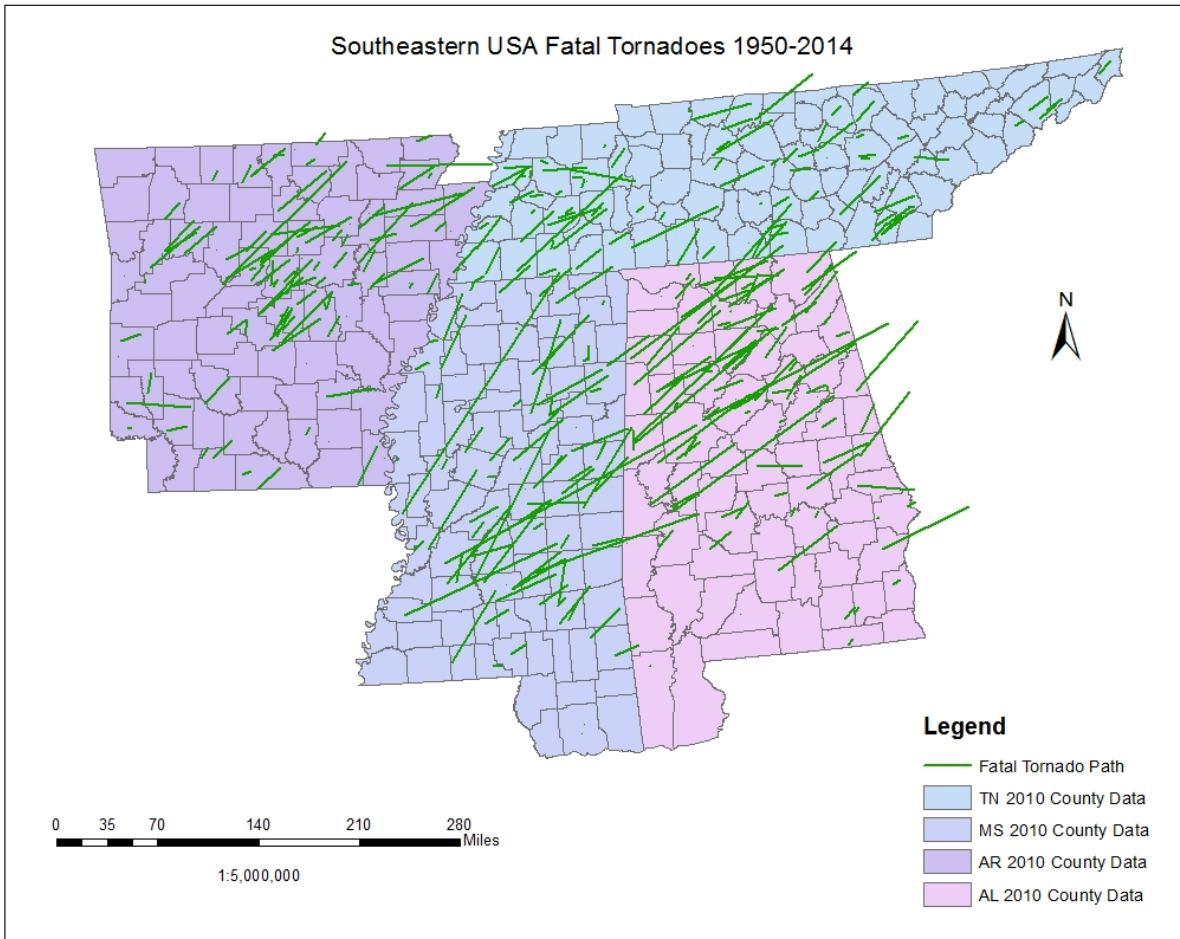 Southeastern USA Fatal Tornadoes 1950-2014
N
Legend
Fatal Tornado Path
TN 2010 County Data
MS 2010 County Data
AR 2010 County Data
AL 2010 County Data
0 35 70 140 210 280
Miles
1:5,000,000